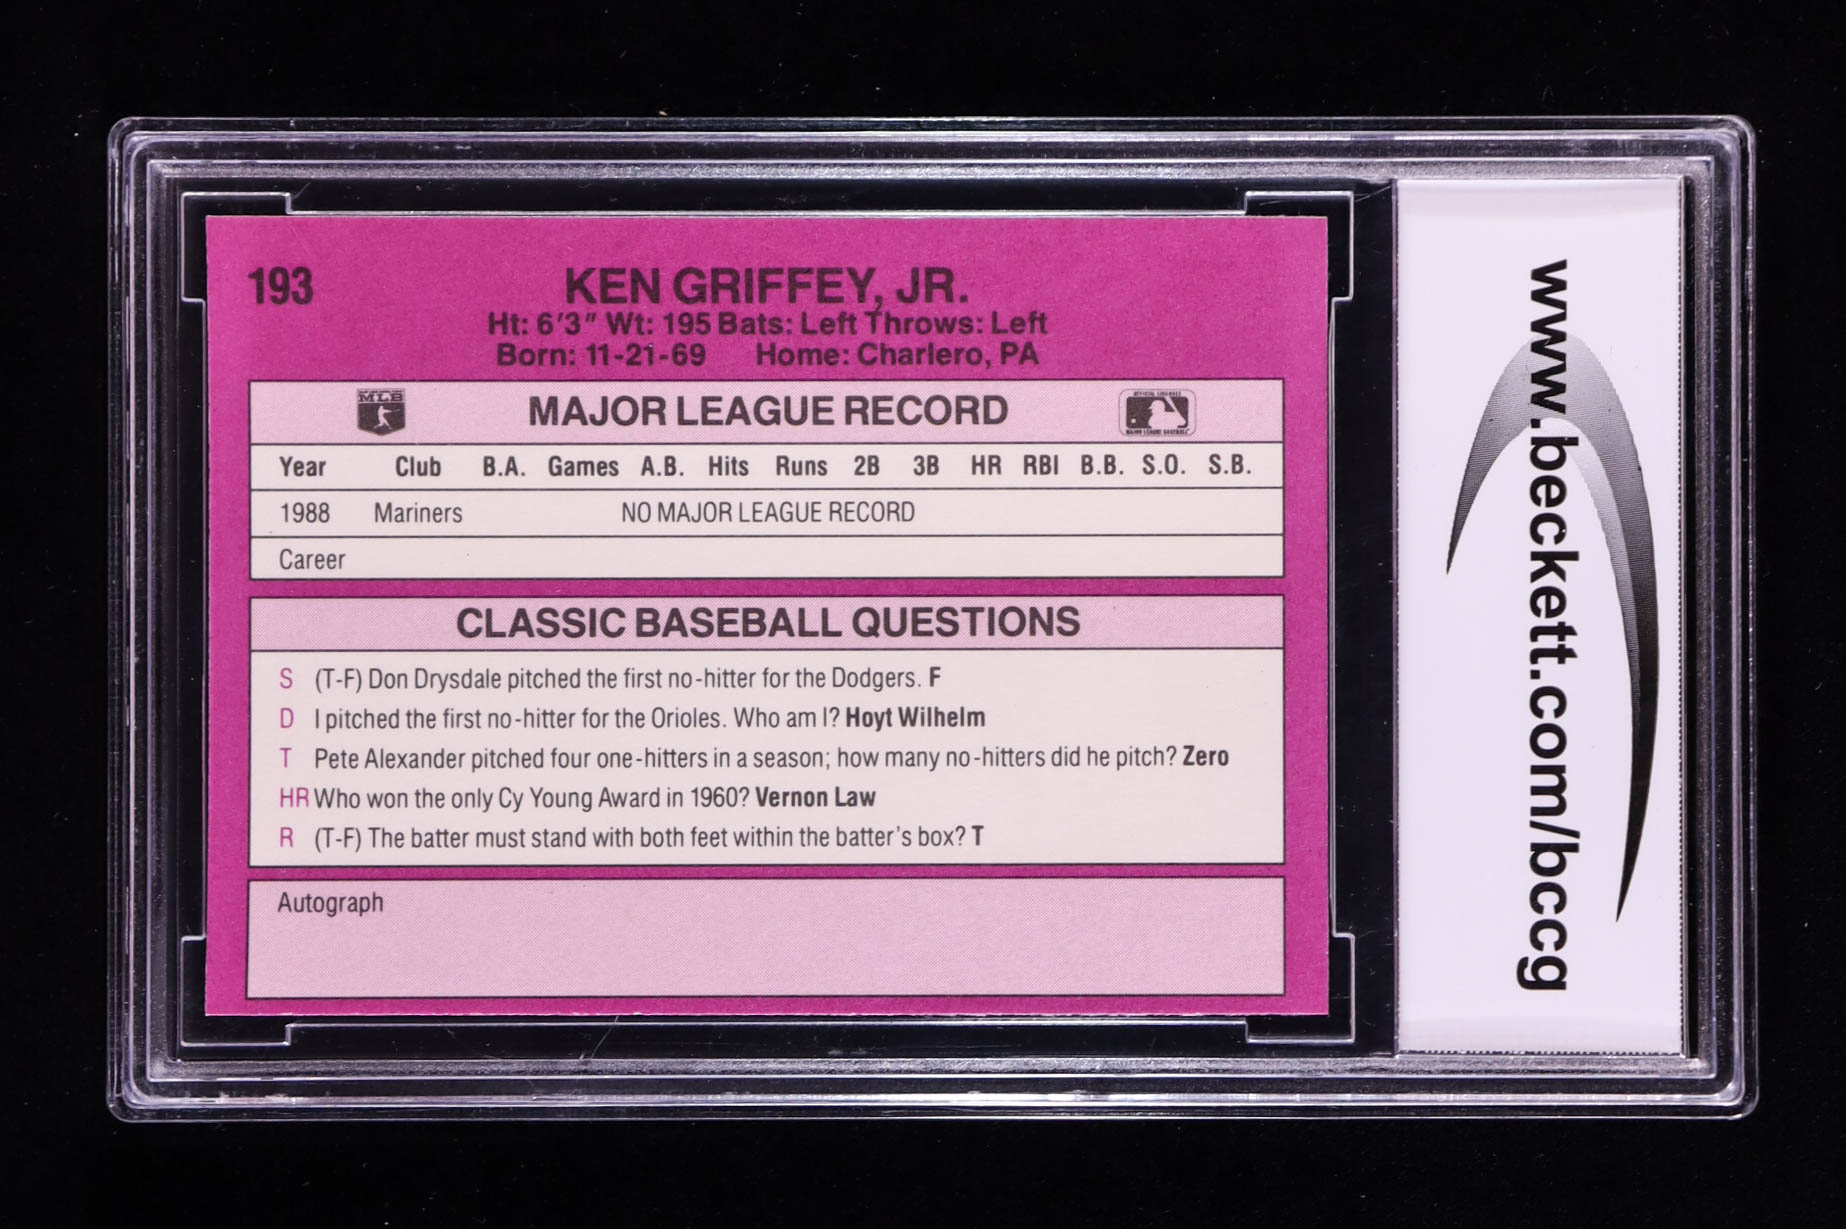 193
KEN GRIFFEY, JR.
Ht: 6'3" Wt: 195 Bats: Left Throws: Left
Born: 11-21-69 Home: Charlero, PA
MLB
MAJOR LEAGUE RECORD
Year Club B.A. Games A.B. Hits Runs 2B 3B HR RBI B.B. S.O. S.B.
1988 Mariners NO MAJOR LEAGUE RECORD
Career
CLASSIC BASEBALL QUESTIONS
S (T-F) Don Drysdale pitched the first no-hitter for the Dodgers. F
D I pitched the first no-hitter for the Orioles. Who am I? Hoyt Wilhelm
T Pete Alexander pitched four one-hitters in a season; how many no-hitters did he pitch? Zero
HR Who won the only Cy Young Award in 1960? Vernon Law
R (T-F) The batter must stand with both feet within the batter's box? T
Autograph
www.beckett.com/bccg